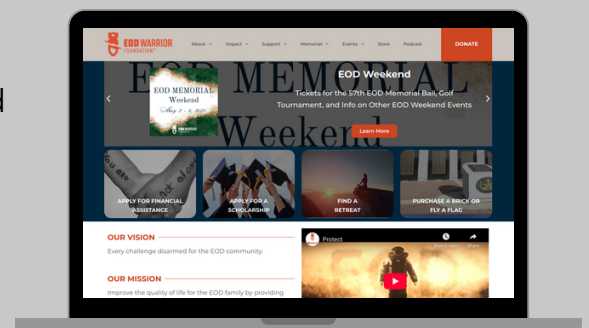 d
EOD WARRIOR
FOUNDATION
About
Impact
Support
Memorial
Events
Store
Podcast
DONATE
EOD MEMORIAL
Weekend
EOD MEMORIAL
Weekend
EOD Weekend
Tickets for the 57th EOD Memorial Ball, Golf
Tournament, and Info on Other EOD Weekend Events
Learn More
APPLY FOR FINANCIAL
ASSISTANCE
APPLY FOR A
SCHOLARSHIP
FIND A
RETREAT
PURCHASE A BRICK OR
FLY A FLAG
OUR VISION
Every challenge disarmed for the EOD community.
OUR MISSION
Improve the quality of life for the EOD family by providing
Protect
Watch later
Share